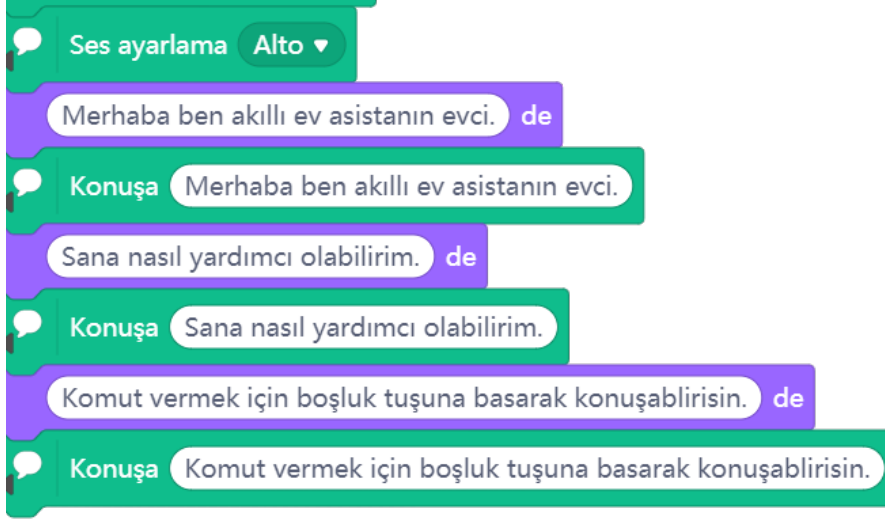 Ses ayarlama Alto
Merhaba ben akıllı ev asistanın evci. de
Konuşa Merhaba ben akıllı ev asistanın evci.
Sana nasıl yardımcı olabilirim. de
Konuşa Sana nasıl yardımcı olabilirim.
Komut vermek için boşluk tuşuna basarak konuşablirisin. de
Konuşa Komut vermek için boşluk tuşuna basarak konuşablirisin.